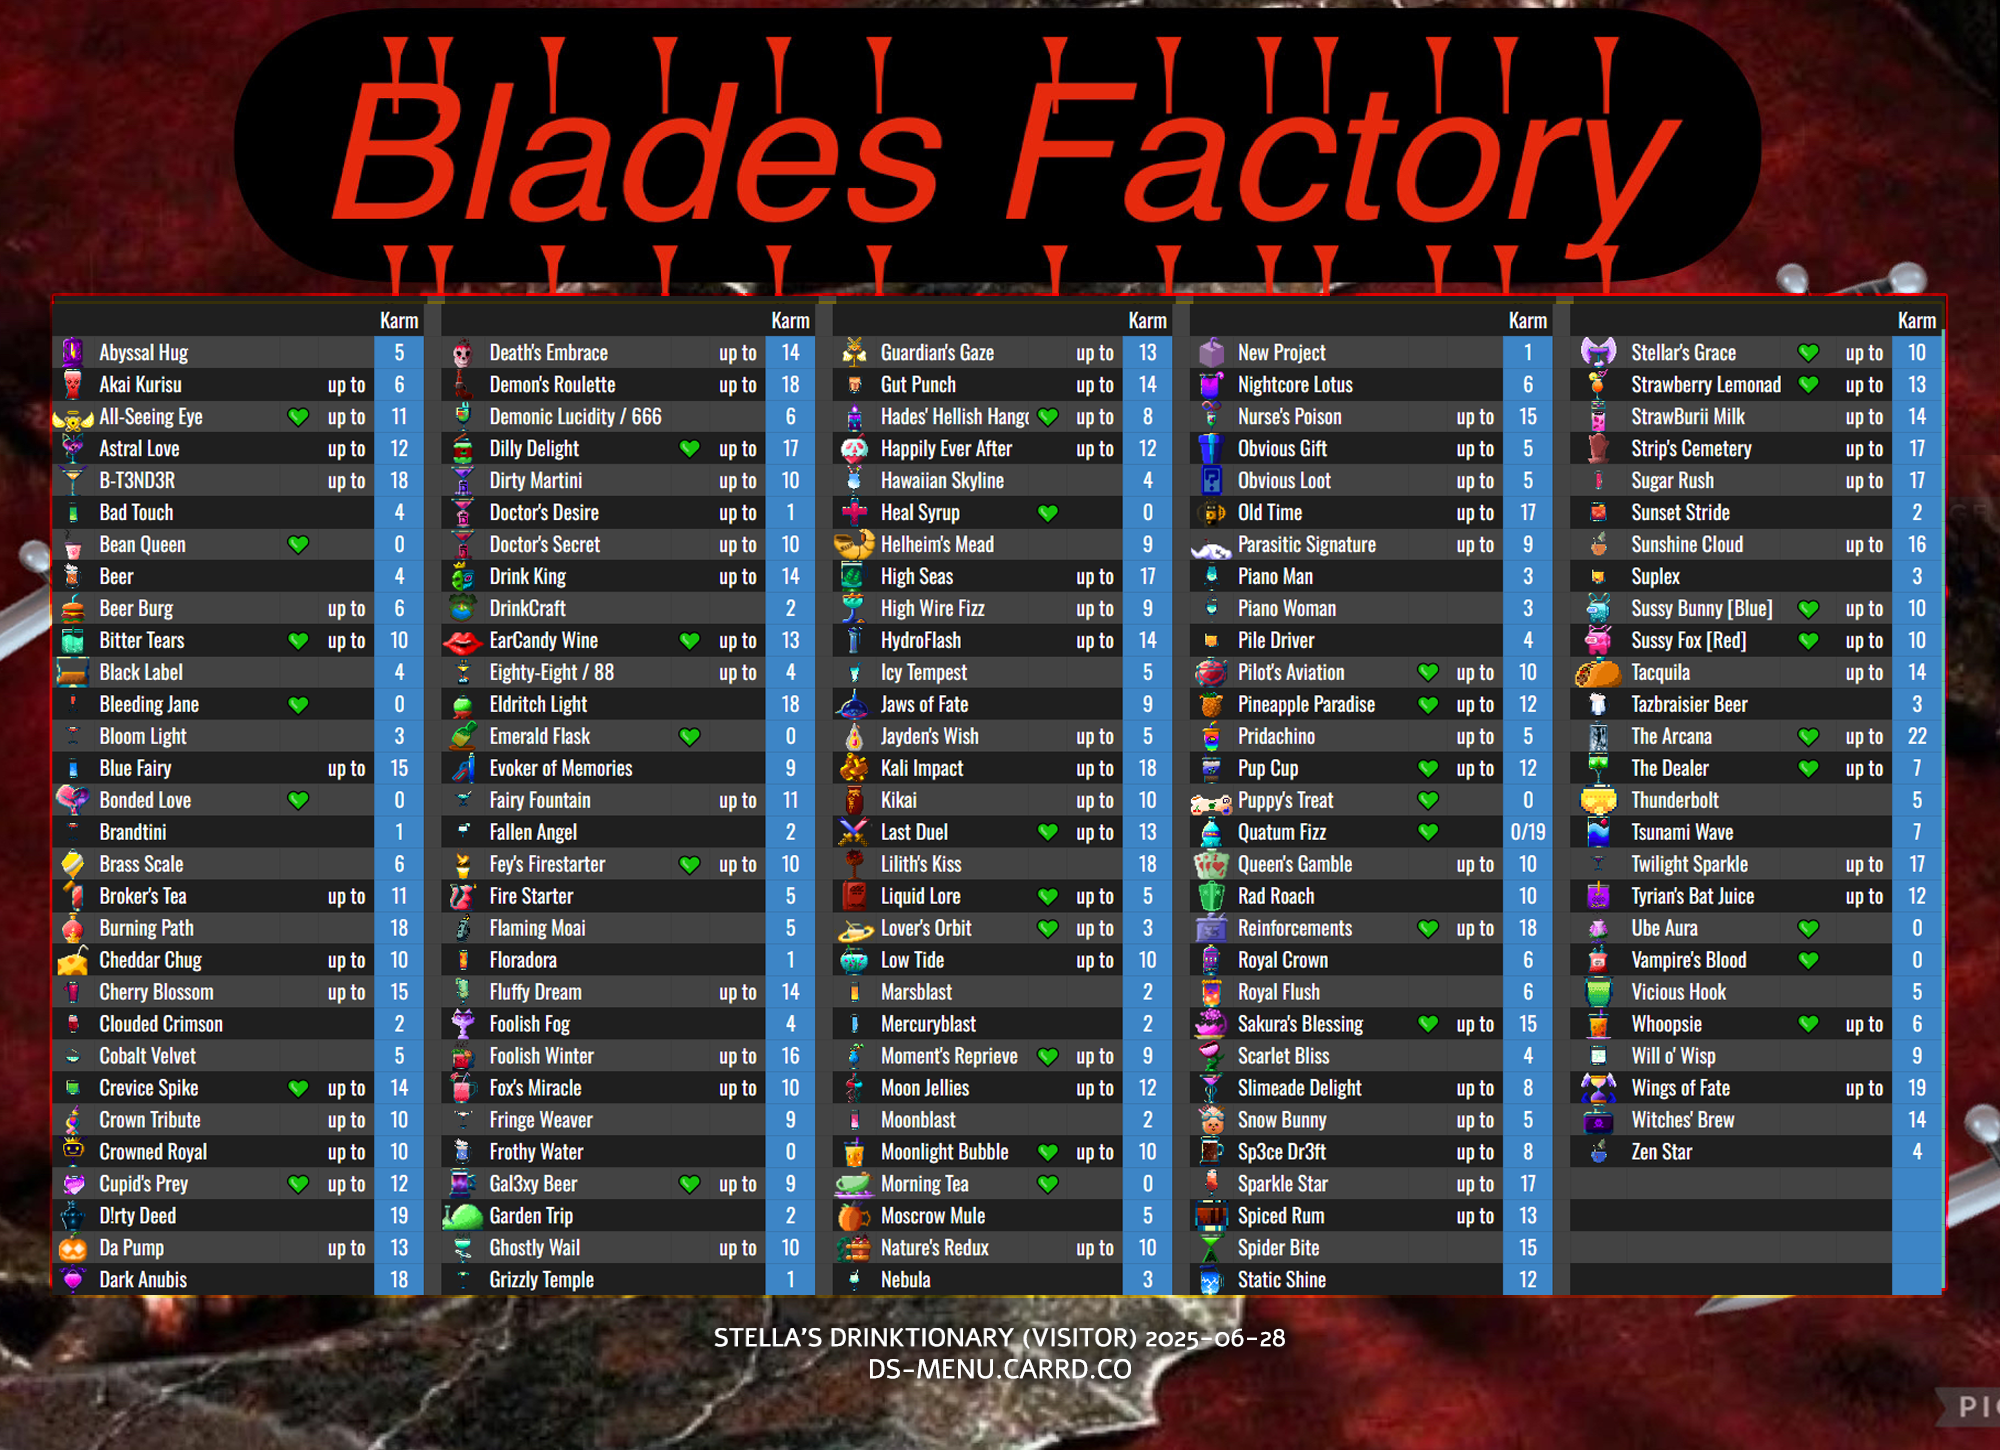 Blades Factory
Karm
Abyssal Hug 5
Akai Kurisu up to 6
All-Seeing Eye up to 11
Astral Love up to 12
B-T3ND3R up to 18
Bad Touch 4
Bean Queen 0
Beer 4
Beer Burg up to 6
Bitter Tears up to 10
Black Label 4
Bleeding Jane 0
Bloom Light 3
Blue Fairy up to 15
Bonded Love 0
Brandtini 1
Brass Scale 6
Broker's Tea up to 11
Burning Path 18
Cheddar Chug up to 10
Cherry Blossom up to 15
Clouded Crimson 2
Cobalt Velvet 5
Crevice Spike up to 14
Crown Tribute up to 10
Crowned Royal up to 10
Cupid's Prey up to 12
D!rty Deed 19
Da Pump up to 13
Dark Anubis 18
Karm
Death's Embrace up to 14
Demon's Roulette up to 18
Demonic Lucidity / 666 6
Dilly Delight up to 17
Dirty Martini up to 10
Doctor's Desire up to 1
Doctor's Secret up to 10
Drink King up to 14
DrinkCraft 2
EarCandy Wine up to 13
Eighty-Eight / 88 up to 4
Eldritch Light 18
Emerald Flask 0
Evoker of Memories 9
Fairy Fountain up to 11
Fallen Angel 2
Fey's Firestarter up to 10
Fire Starter 5
Flaming Moai 5
Floradora 1
Fluffy Dream up to 14
Foolish Fog 4
Foolish Winter up to 16
Fox's Miracle up to 10
Fringe Weaver 9
Frothy Water 0
Gal3xy Beer up to 9
Garden Trip 2
Ghostly Wail up to 10
Grizzly Temple 1
Karm
Guardian's Gaze up to 13
Gut Punch up to 14
Hades' Hellish Hang up to 8
Happily Ever After up to 12
Hawaiian Skyline 4
Heal Syrup 0
Helheim's Mead 9
High Seas up to 17
High Wire Fizz up to 9
HydroFlash up to 14
Icy Tempest 5
Jaws of Fate 9
Jayden's Wish up to 5
Kali Impact up to 18
Kikai up to 10
Last Duel up to 13
Lilith's Kiss 18
Liquid Lore up to 5
Lover's Orbit up to 3
Low Tide up to 10
Marsblast 2
Mercuryblast 2
Moment's Reprieve up to 9
Moon Jellies up to 12
Moonblast 2
Moonlight Bubble up to 10
Morning Tea 0
Moscrow Mule 5
Nature's Redux up to 10
Nebula 3
Karm
New Project 1
Nightcore Lotus 6
Nurse's Poison up to 15
Obvious Gift up to 5
Obvious Loot up to 5
Old Time up to 17
Parasitic Signature up to 9
Piano Man 3
Piano Woman 3
Pile Driver 4
Pilot's Aviation up to 10
Pineapple Paradise up to 12
Pridachino up to 5
Pup Cup up to 12
Puppy's Treat 0
Quatum Fizz 0/19
Queen's Gamble up to 10
Rad Roach 10
Reinforcements up to 18
Royal Crown 6
Royal Flush 6
Sakura's Blessing up to 15
Scarlet Bliss 4
Slimeade Delight up to 8
Snow Bunny up to 5
Sp3ce Dr3ft up to 8
Sparkle Star up to 17
Spiced Rum up to 13
Spider Bite 15
Static Shine 12
Karm
Stellar's Grace up to 10
Strawberry Lemonad up to 13
StrawBurii Milk up to 14
Strip's Cemetery up to 17
Sugar Rush up to 17
Sunset Stride 2
Sunshine Cloud up to 16
Suplex 3
Sussy Bunny [Blue] up to 10
Sussy Fox [Red] up to 10
Tacquila up to 14
Tazbraisier Beer 3
The Arcana up to 22
The Dealer up to 7
Thunderbolt 5
Tsunami Wave 7
Twilight Sparkle up to 17
Tyrian's Bat Juice up to 12
Ube Aura 0
Vampire's Blood 0
Vicious Hook 5
Whoopsie up to 6
Will o' Wisp 9
Wings of Fate up to 19
Witches' Brew 14
Zen Star 4
STELLA'S DRINKTIONARY (VISITOR) 2025-06-28
DS-MENU.CARRD.CO